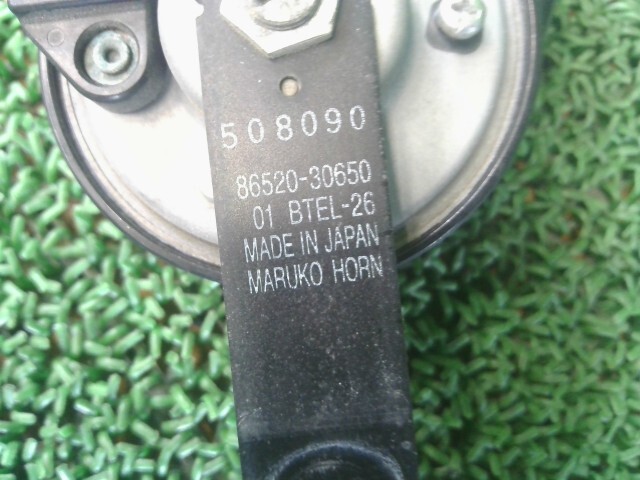 508090
86520-30650
01 BTEL-26
MADE IN JAPAN
MARUKO HORN